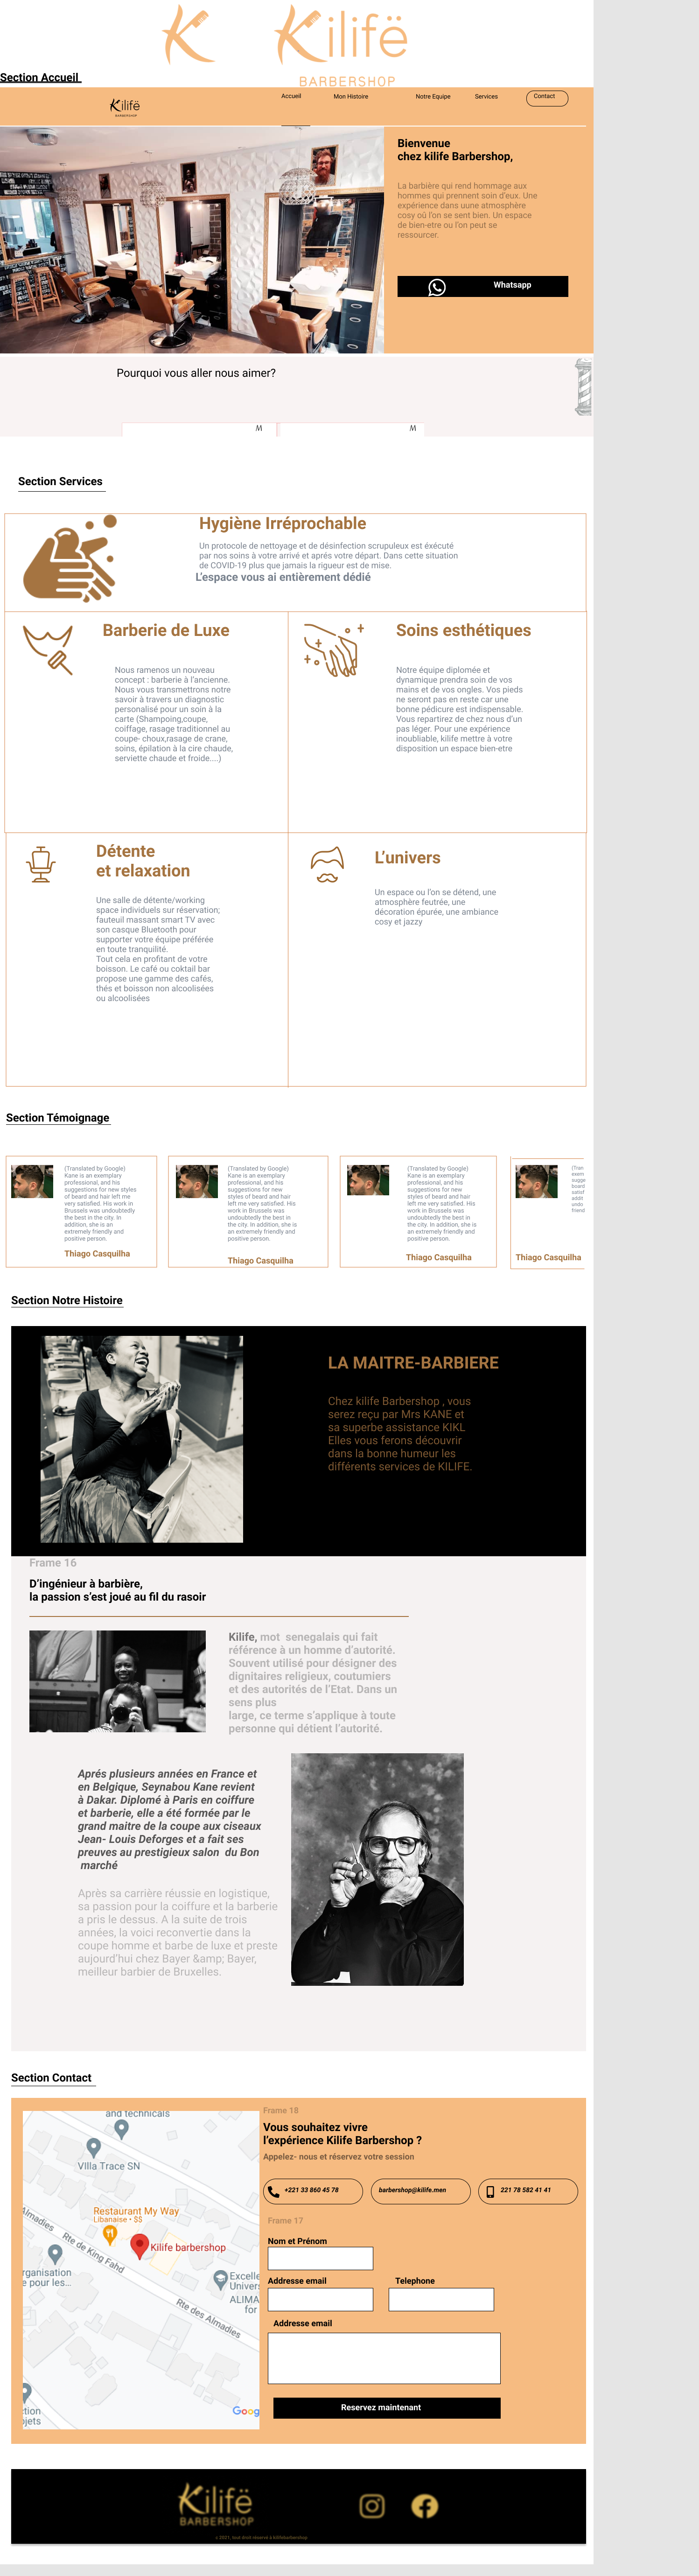 K Kilifë
BARBERSHOP
Section Accueil
Kilifë
BARBERSHOP
Accueil
Mon Histoire
Notre Equipe
Services
Contact
Bienvenue
chez kilife Barbershop,
La barbière qui rend hommage aux
hommes qui prennent soin d'eux. Une
expérience dans uune atmosphère
cosy où l'on se sent bien. Un espace
de bien-etre ou l'on peut se
ressourcer.
Whatsapp
Pourquoi vous aller nous aimer?
M
M
Section Services
Hygiène Irréprochable
Un protocole de nettoyage et de désinfection scrupuleux est éxécuté
par nos soins à votre arrivé et aprés votre départ. Dans cette situation
de COVID-19 plus que jamais la rigueur est de mise.
L'espace vous ai entièrement dédié
Barberie de Luxe
Nous ramenos un nouveau
concept : barberie à l'ancienne.
Nous vous transmettrons notre
savoir à travers un diagnostic
personalisé pour un soin à la
carte (Shampoing,coupe,
coiffage, rasage traditionnel au
coupe- choux,rasage de crane,
soins, épilation à la cire chaude,
serviette chaude et froide....)
Soins esthétiques
Notre équipe diplomée et
dynamique prendra soin de vos
mains et de vos ongles. Vos pieds
ne seront pas en reste car une
bonne pédicure est indispensable.
Vous repartirez de chez nous d'un
pas léger. Pour une expérience
inoubliable, kilife mettre à votre
disposition un espace bien-etre
Détente
et relaxation
Une salle de détente/working
space individuels sur réservation;
fauteuil massant smart TV avec
son casque Bluetooth pour
supporter votre équipe préférée
en toute tranquilité.
Tout cela en profitant de votre
boisson. Le café ou coktail bar
propose une gamme des cafés,
thés et boisson non alcoolisées
ou alcoolisées
L'univers
Un espace ou l'on se détend, une
atmosphère feutrée, une
décoration épurée, une ambiance
cosy et jazzy
Section Témoignage
(Translated by Google)
Kane is an exemplary
professional, and his
suggestions for new styles
of beard and hair left me
very satisfied. His work in
Brussels was undoubtedly
the best in the city. In
addition, she is an
extremely friendly and
positive person.
Thiago Casquilha
(Translated by Google)
Kane is an exemplary
professional, and his
suggestions for new
styles of beard and hair
left me very satisfied. His
work in Brussels was
undoubtedly the best in
the city. In addition, she is
an extremely friendly and
positive person.
Thiago Casquilha
(Translated by Google)
Kane is an exemplary
professional, and his
suggestions for new
styles of beard and hair
left me very satisfied. His
work in Brussels was
undoubtedly the best in
the city. In addition, she is
an extremely friendly and
positive person.
Thiago Casquilha
(Tran
exem
sugge
board
satisf
addit
undo
friend
Thiago Casquilha
Section Notre Histoire
LA MAITRE-BARBIERE
Chez kilife Barbershop , vous
serez reçu par Mrs KANE et
sa superbe assistance KIKL
Elles vous ferons découvrir
dans la bonne humeur les
différents services de KILIFE.
Frame 16
D'ingénieur à barbière,
la passion s'est joué au fil du rasoir
Kilife, mot senegalais qui fait
référence à un homme d'autorité.
Souvent utilisé pour désigner des
dignitaires religieux, coutumiers
et des autorités de l'Etat. Dans un
sens plus
large, ce terme s'applique à toute
personne qui détient l'autorité.
Aprés plusieurs années en France et
en Belgique, Seynabou Kane revient
à Dakar. Diplomé à Paris en coiffure
et barberie, elle a été formée par le
grand maitre de la coupe aux ciseaux
Jean- Louis Deforges et a fait ses
preuves au prestigieux salon du Bon
marché
Après sa carrière réussie en logistique,
sa passion pour la coiffure et la barberie
a pris le dessus. A la suite de trois
années, la voici reconvertie dans la
coupe homme et barbe de luxe et preste
aujourd'hui chez Bayer &amp; Bayer,
meilleur barbier de Bruxelles.
Section Contact
and technicals
VIlla Trace SN
Restaurant My Way
Libanaise • $$
Almadies
Rte de King Fahd
Kilife barbershop
rganisation
e pour les...
Excelle
Univers
ALIMA
for
Rte des Almadies
ction
ojets
Goog
Frame 18
Vous souhaitez vivre
l'expérience Kilife Barbershop ?
Appelez- nous et réservez votre session
+221 33 860 45 78
barbershop@kilife.men
221 78 582 41 41
Frame 17
Nom et Prénom
Addresse email
Telephone
Addresse email
Reservez maintenant
Kilifë
BARBERSHOP